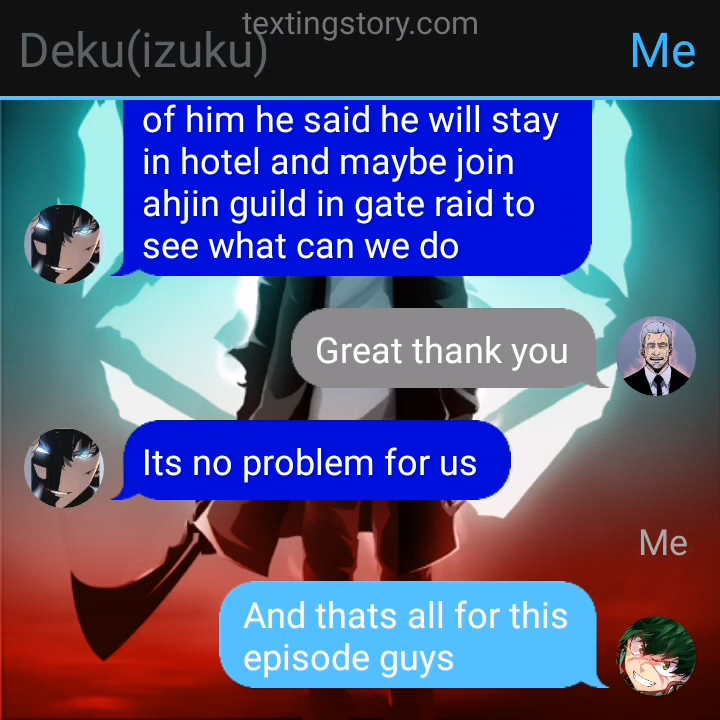 textingstory.com
Deku(izuku)
Me
of him he said he will stay
in hotel and maybe join
ahjin guild in gate raid to
see what can we do
Great thank you
Its no problem for us
Me
And thats all for this
episode guys